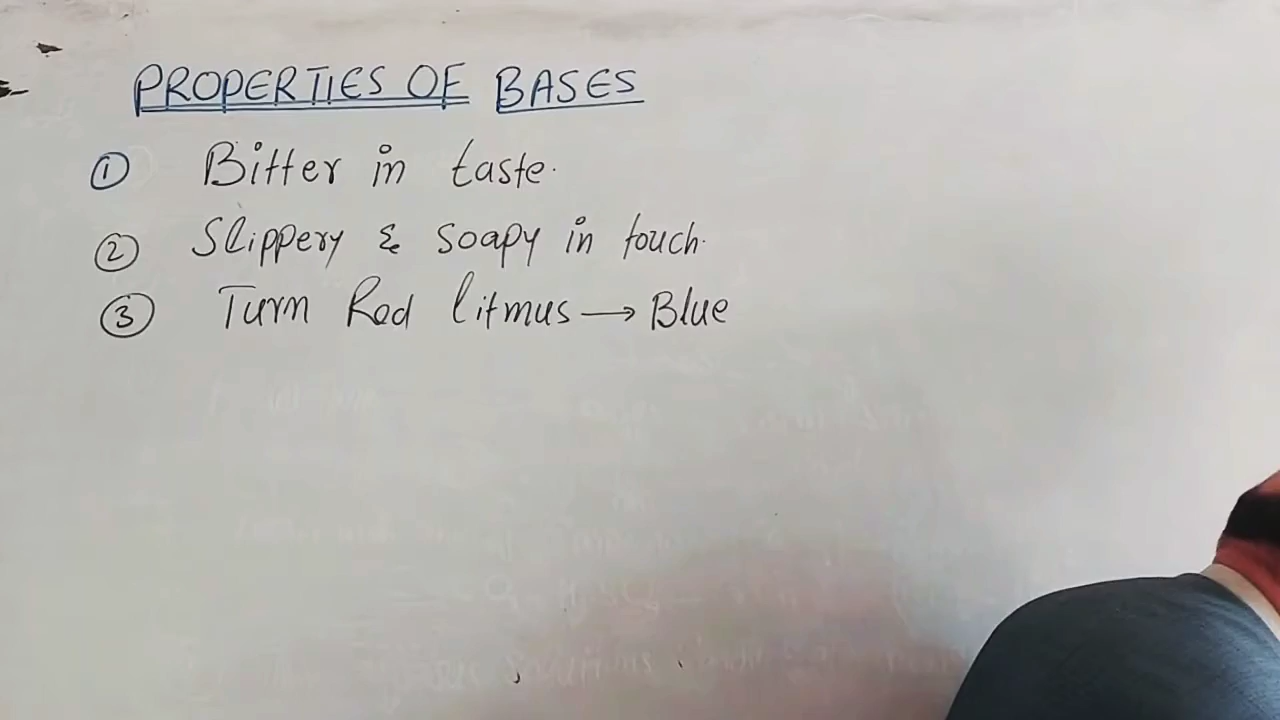 PROPERTIES OF BASES
① Bitter in taste.
② Slippery & Soapy in touch.
③ Turn Red litmus → Blue